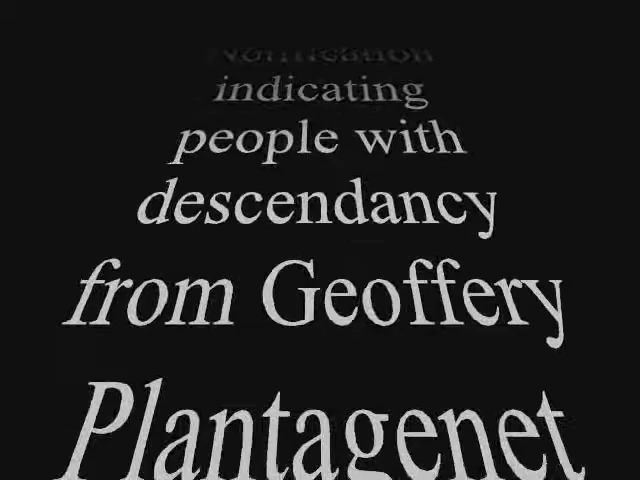 indicating
people with
descendancy
from Geoffery
Plantagenet